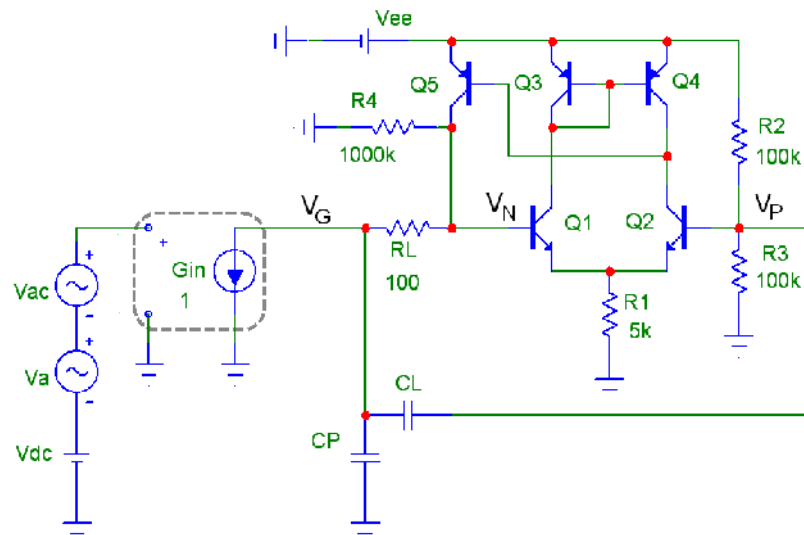 Vee
Q5
Q3
Q4
R4
1000k
R2
100k
VG
VN
Q1
Q2
VP
+
Gin
1
RL
100
R3
100k
R1
5k
+
Vac
-
+
Va
-
CL
CP
Vdc